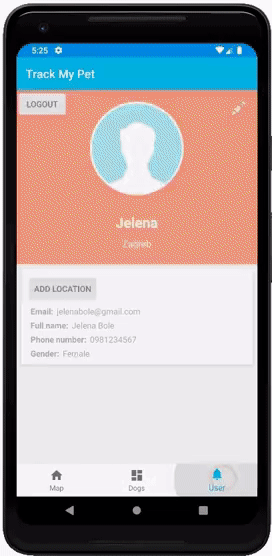 5:25
Track My Pet
LOGOUT
Jelena
Zagreb
ADD LOCATION
Email: jelenabole@gmail.com
Full name: Jelena Bole
Phone number: 0981234567
Gender: Female
Map Dogs User